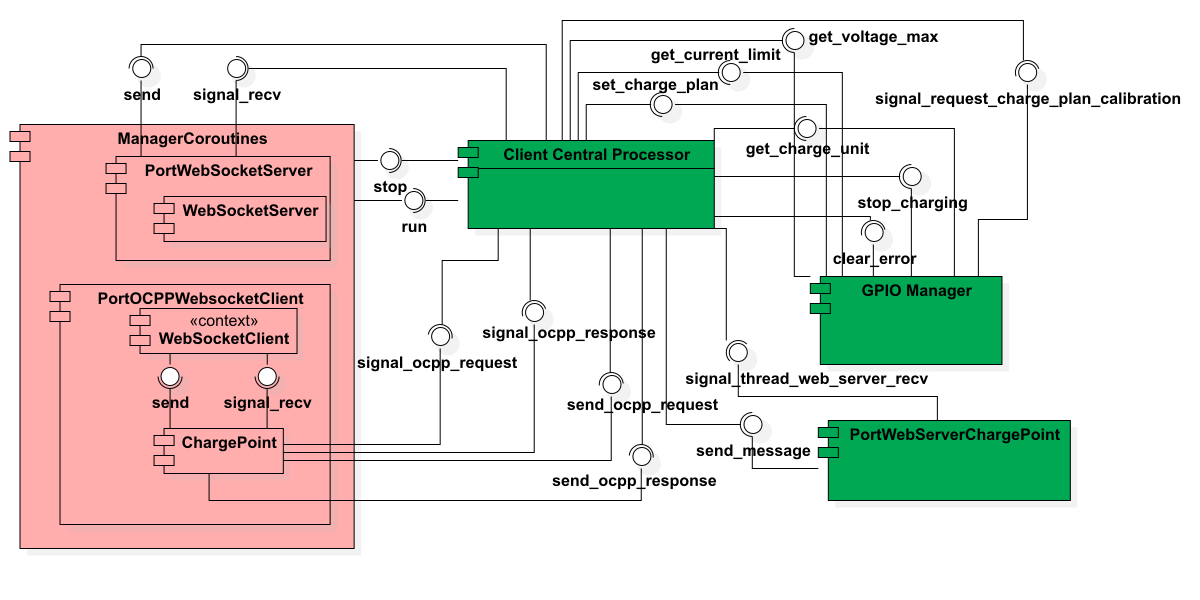 get_voltage_max
get_current_limit
set_charge_plan
send
signal_recv
signal_request_charge_plan_calibration
ManagerCoroutines
PortWebSocketServer
WebSocketServer
stop
run
Client Central Processor
get_charge_unit
stop_charging
clear_error
GPIO Manager
PortOCPPWebsocketClient
«context»
WebSocketClient
send
signal_recv
ChargePoint
signal_ocpp_request
signal_ocpp_response
send_ocpp_request
send_ocpp_response
signal_thread_web_server_recv
send_message
PortWebServerChargePoint